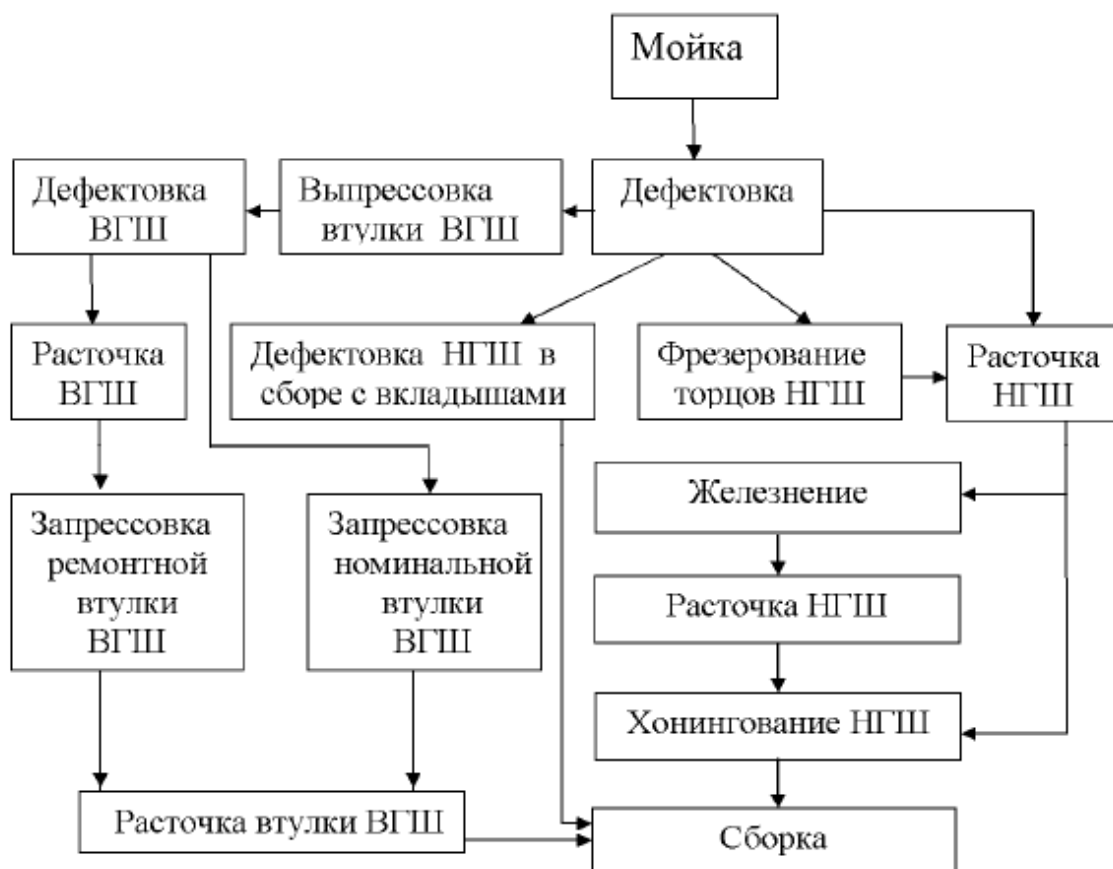 Мойка
Дефектовка
ВГШ
Выпрессовка
втулки ВГШ
Дефектовка
Расточка
ВГШ
Дефектовка НГШ в
сборе с вкладышами
Фрезерование
торцов НГШ
Расточка
НГШ
Запрессовка
ремонтной
втулки
ВГШ
Запрессовка
номинальной
втулки
ВГШ
Железнение
Расточка НГШ
Хонингование НГШ
Расточка втулки ВГШ
Сборка